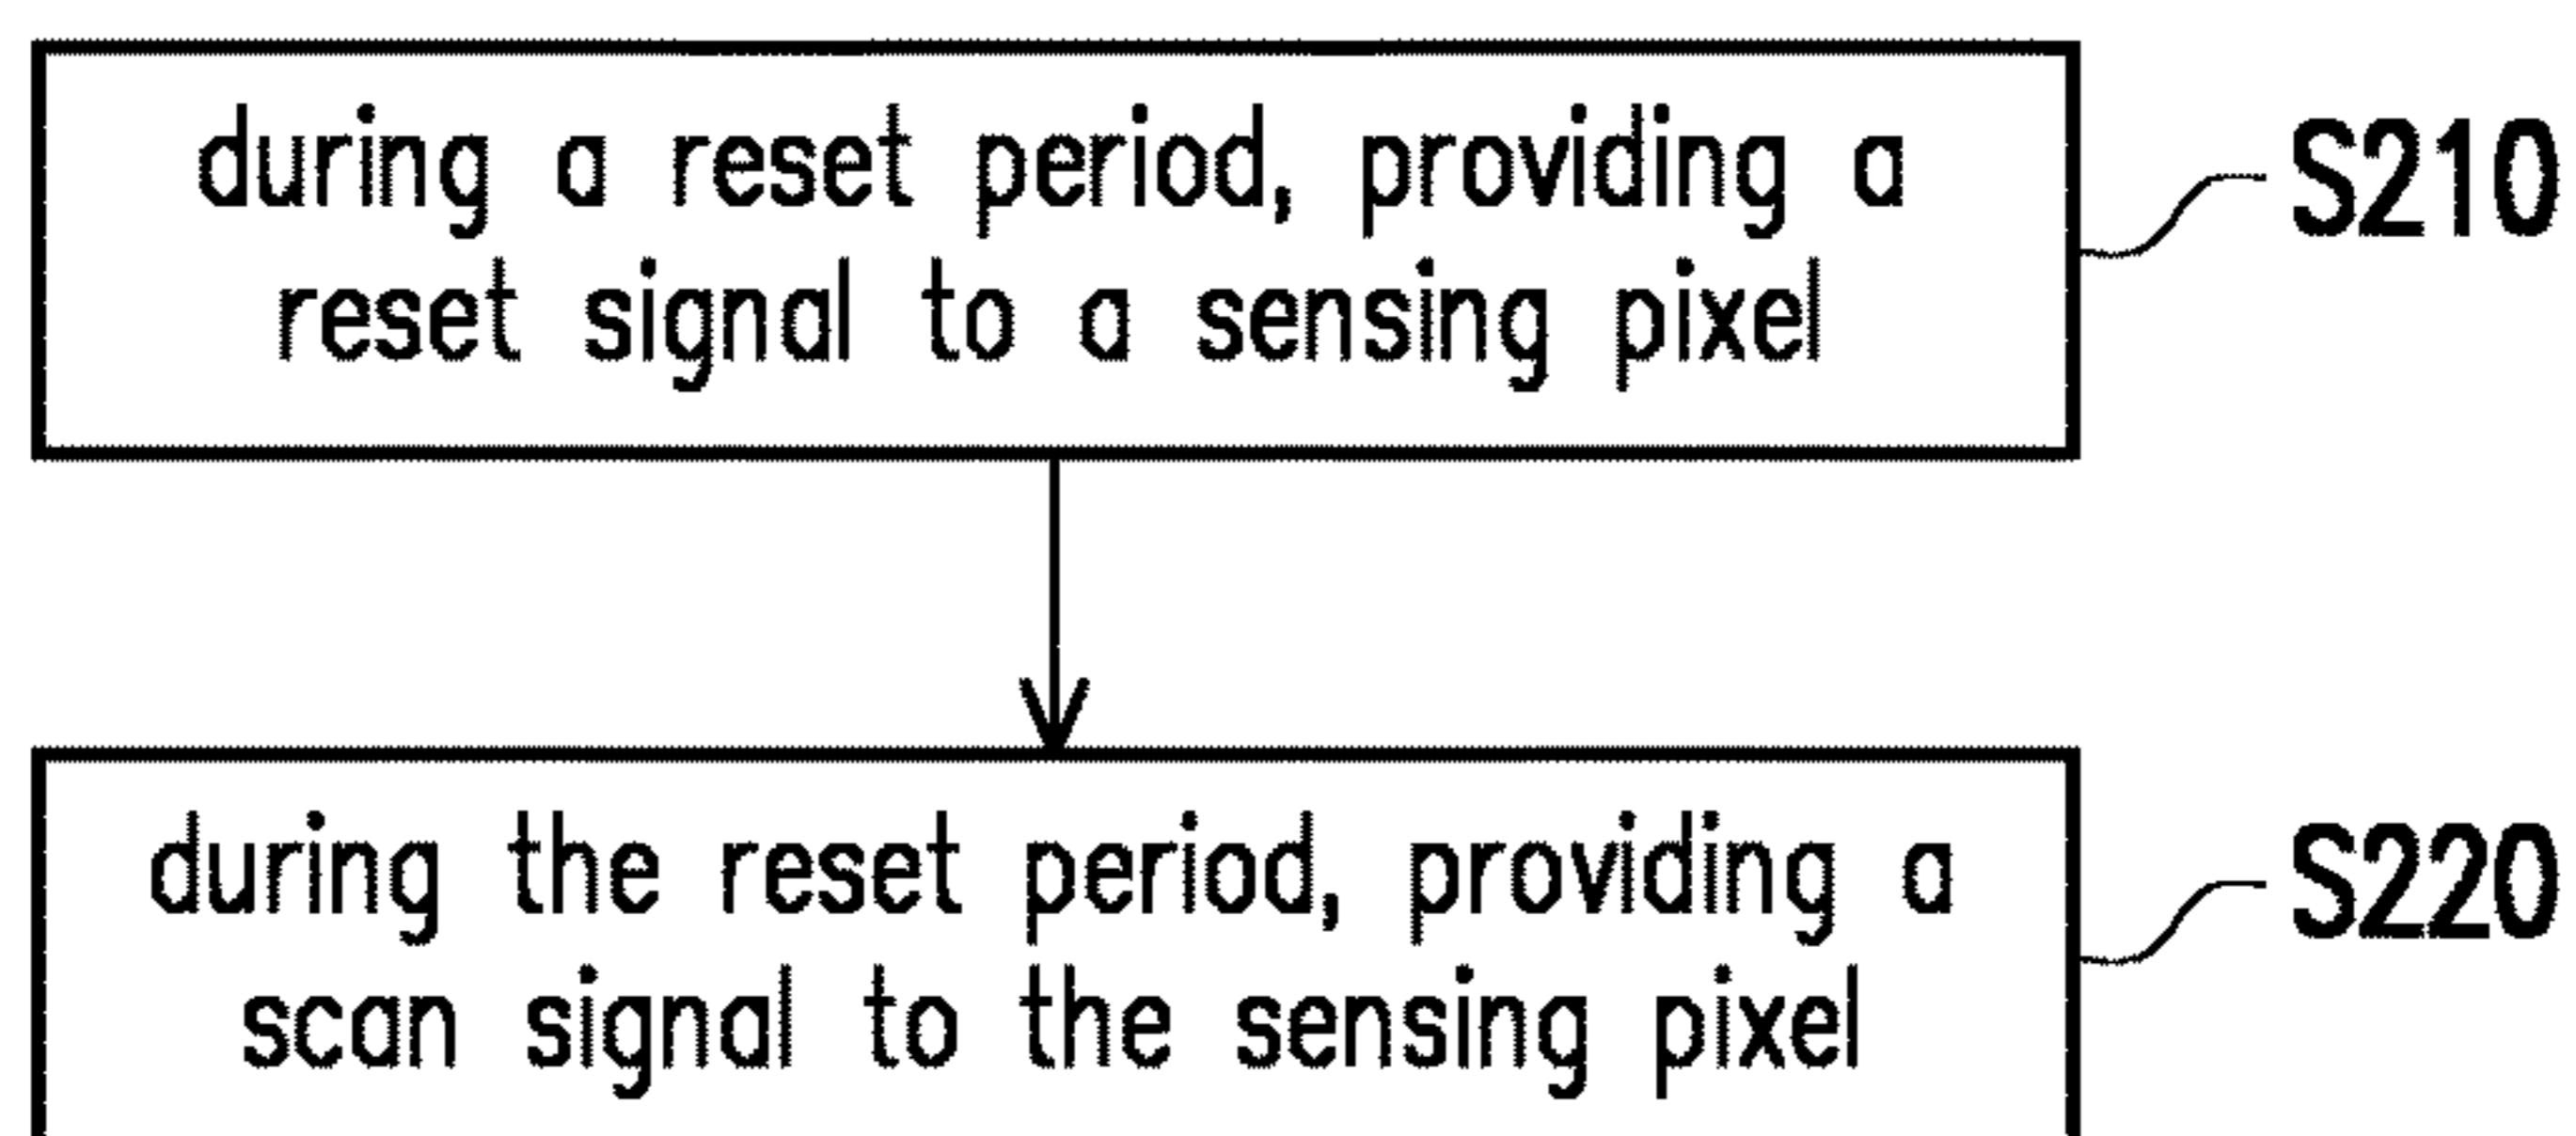 during a reset period, providing a
reset signal to a sensing pixel
S210
during the reset period, providing a
scan signal to the sensing pixel
S220